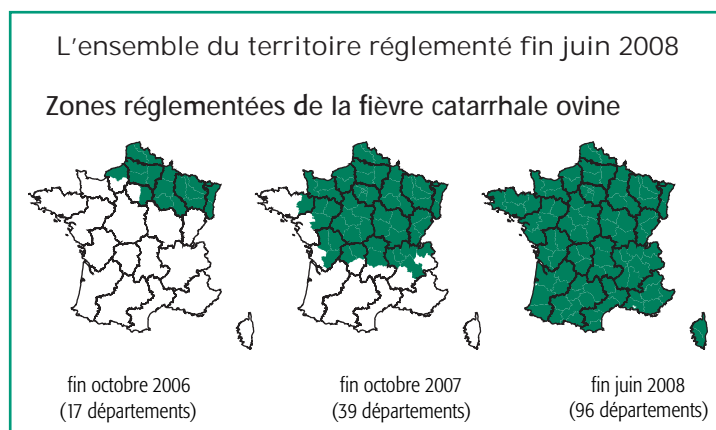 L'ensemble du territoire réglementé fin juin 2008
Zones réglementées de la fièvre catarrhale ovine
fin octobre 2006
(17 départements)
fin octobre 2007
(39 départements)
fin juin 2008
(96 départements)